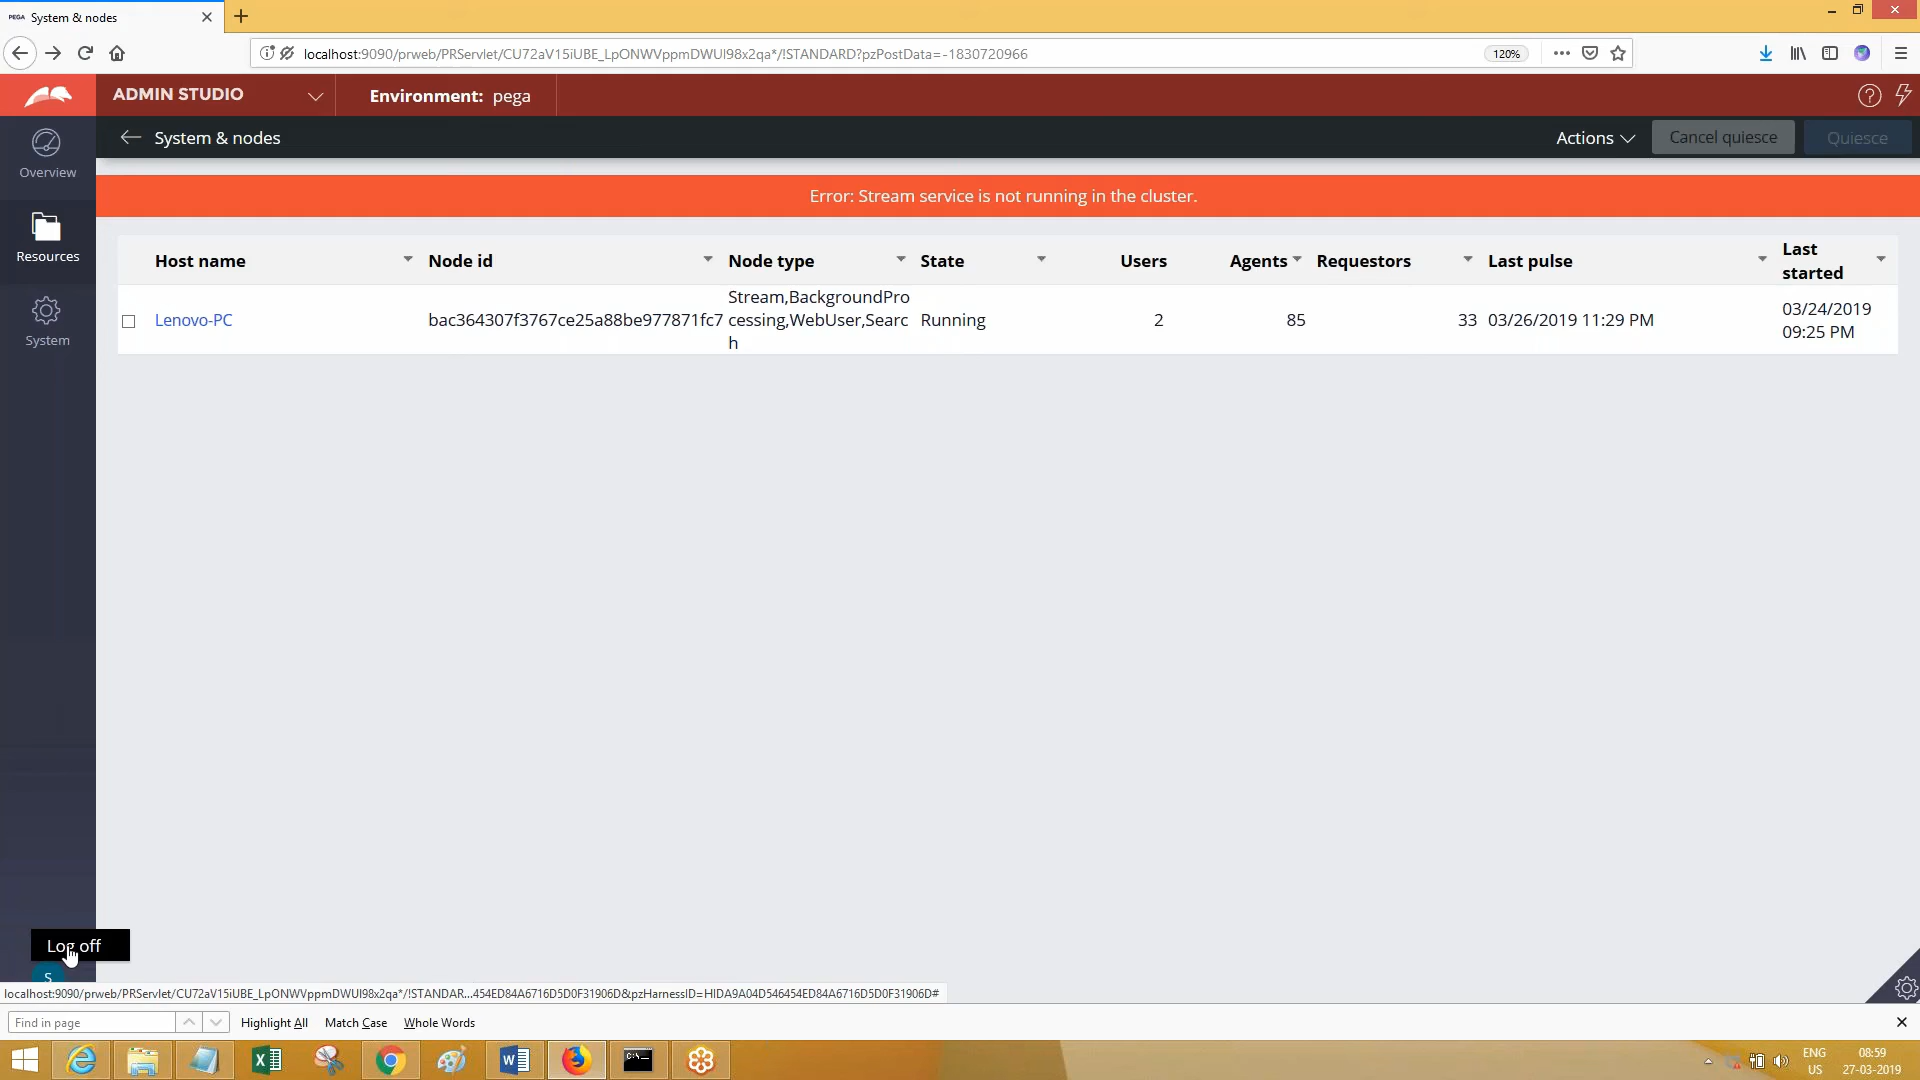 PEGA System & nodes
localhost:9090/prweb/PRServlet/CU72aV15iUBE_LpONWVppmDWUl98x2qa*/!STANDARD?pzPostData=-1830720966
120%
ADMIN STUDIO
Environment: pega
System & nodes
Actions
Cancel quiesce
Quiesce
Overview
Resources
System
Error: Stream service is not running in the cluster.
Host name Node id Node type State Users Agents Requestors Last pulse Last
started
Lenovo-PC bac364307f3767ce25a88be977871fc7 Stream,BackgroundPro
cessing,WebUser,Searc
h
Running 2 85 33 03/26/2019 11:29 PM 03/24/2019
09:25 PM
Log off
S
localhost:9090/prweb/PRServlet/CU72aV15iUBE_LpONWVppmDWUl98x2qa*/!STANDAR...454ED84A6716D5D0F31906D&pzHarnessID=HIDA9A04D546454ED84A6716D5D0F31906D#
Find in page
Highlight All
Match Case
Whole Words
ENG
US
08:59
27-03-2019